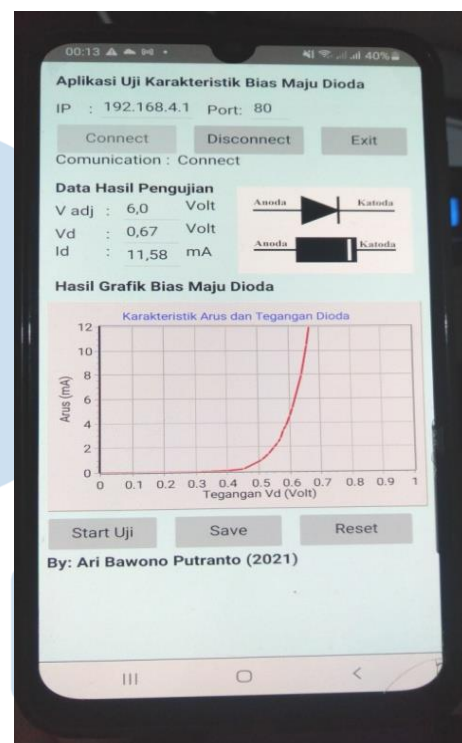 00:13 40%
Aplikasi Uji Karakteristik Bias Maju Dioda
IP : 192.168.4.1 Port: 80
Connect Disconnect Exit
Comunication : Connect
Data Hasil Pengujian
V adj : 6,0 Volt
Vd : 0,67 Volt
Id : 11,58 mA
Anoda Katoda
Anoda Katoda
Hasil Grafik Bias Maju Dioda
Karakteristik Arus dan Tegangan Dioda
Arus (mA)
12
10
8
6
4
2
0
0 0.1 0.2 0.3 0.4 0.5 0.6 0.7 0.8 0.9 1
Tegangan Vd (Volt)
Start Uji Save Reset
By: Ari Bawono Putranto (2021)